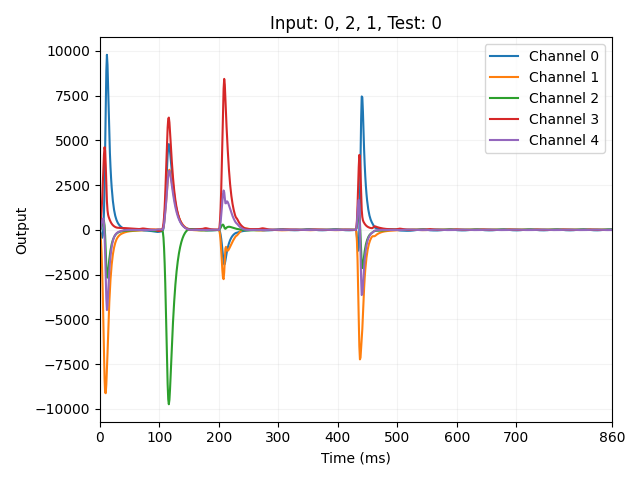 Input: 0, 2, 1, Test: 0
Output
10000
7500
5000
2500
0
−2500
−5000
−7500
−10000
Channel 0
Channel 1
Channel 2
Channel 3
Channel 4
0 100 200 300 400 500 600 700 860
Time (ms)